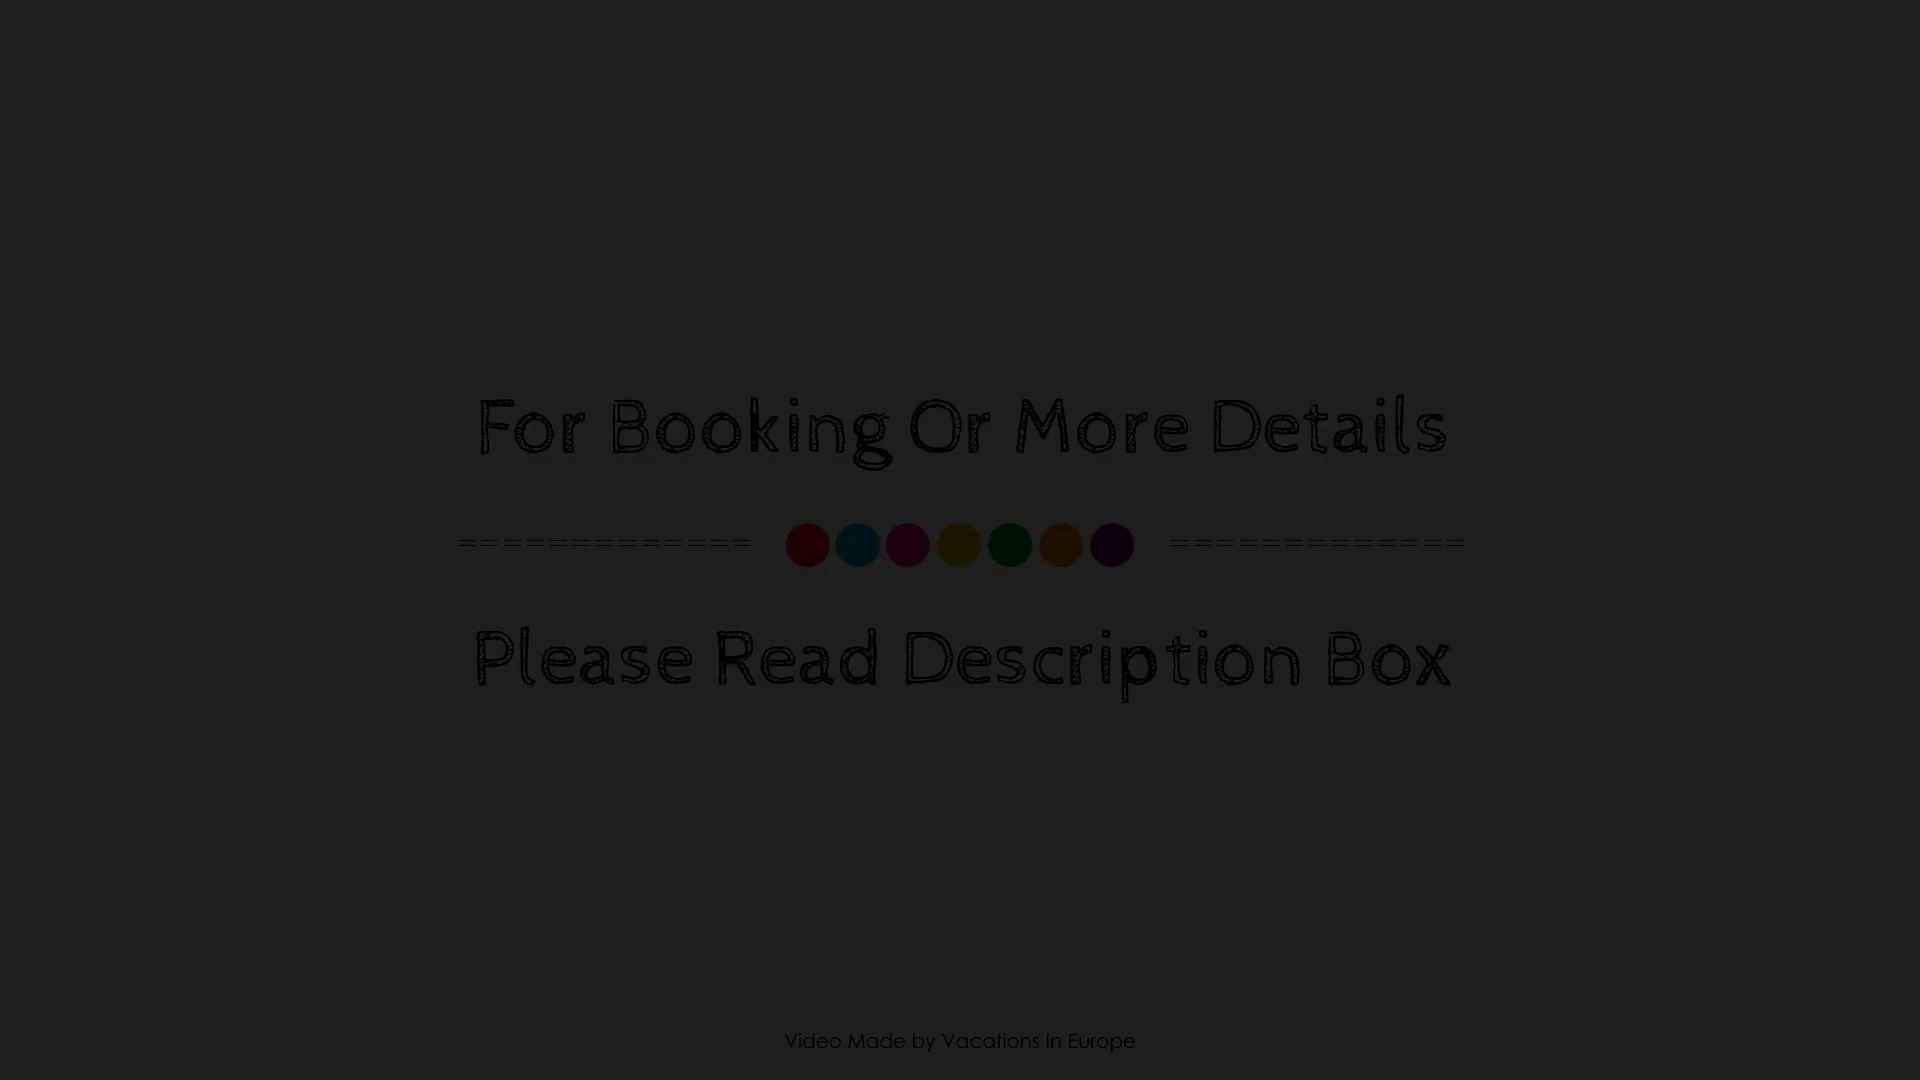 For Booking Or More Details
============= =============
Please Read Description Box
Video Made by Vacations In Europe